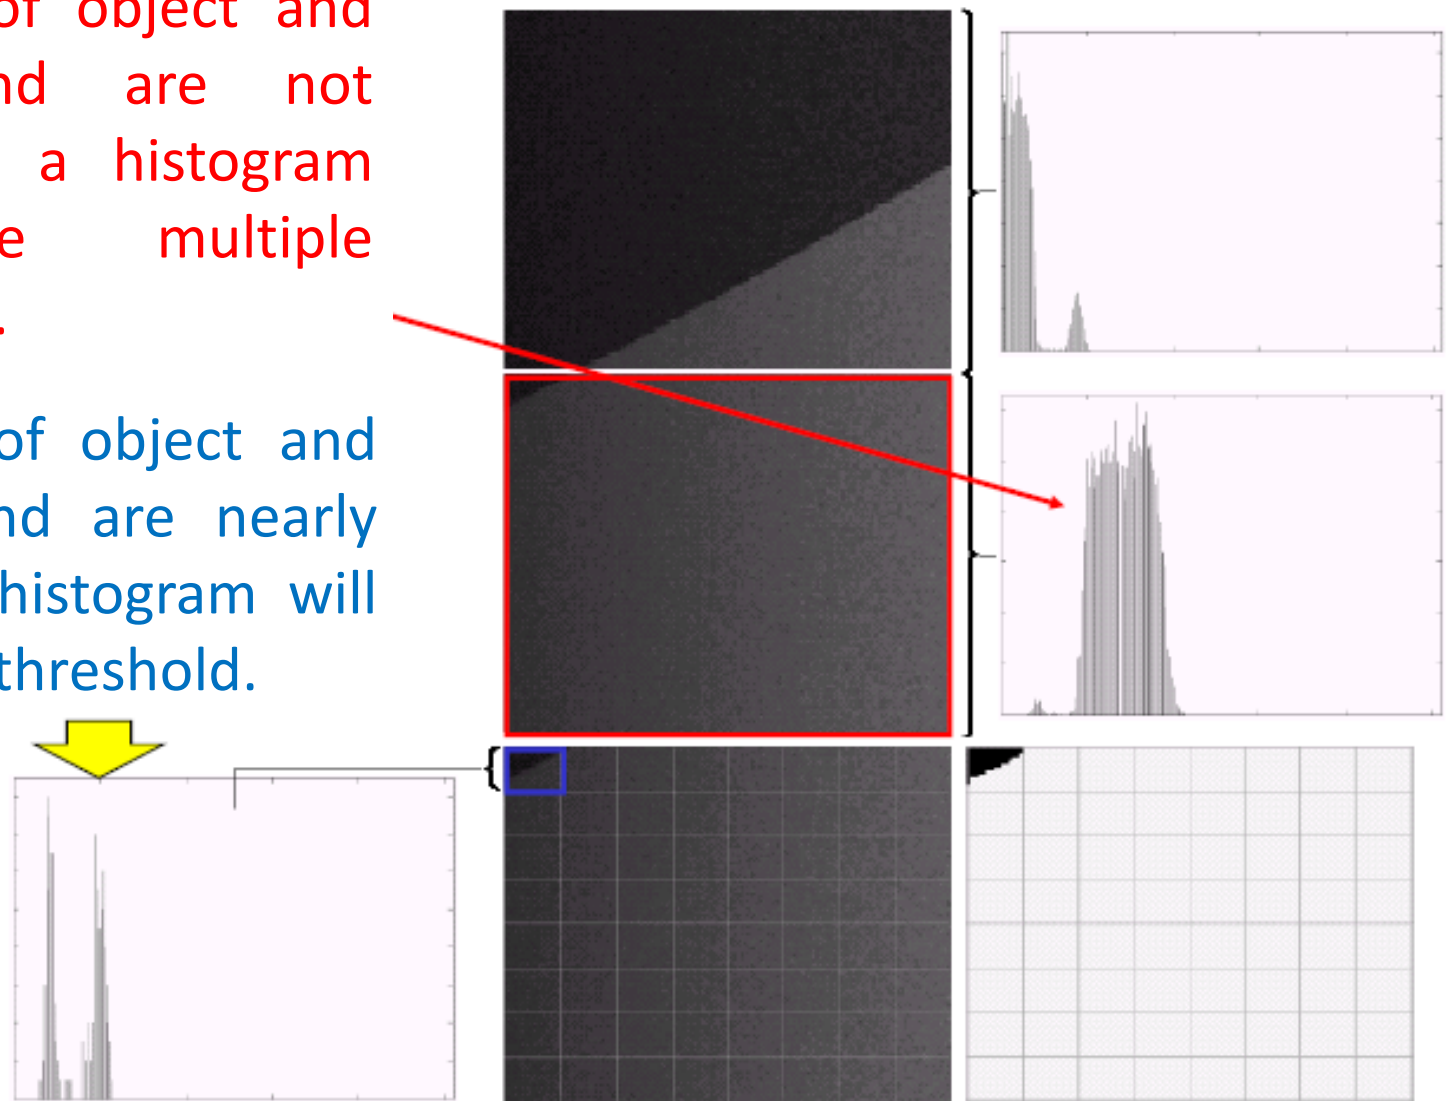 of object and
nd are not
a histogram
e multiple
.
of object and
nd are nearly
histogram will
threshold.